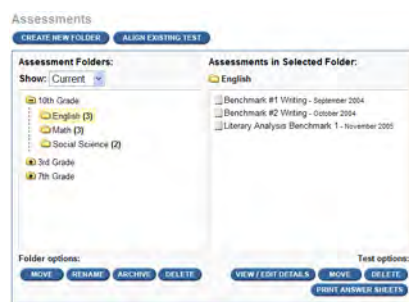 Assessments
CREATE NEW FOLDER ALIGN EXISTING TEST
Assessment Folders:
Show: Current
10th Grade
English (3)
Math (3)
Social Science (2)
3rd Grade
7th Grade
Folder options:
MOVE RENAME ARCHIVE DELETE
Assessments in Selected Folder:
English
Benchmark #1 Writing - September 2004
Benchmark #2 Writing - October 2004
Literary Analysis Benchmark 1 - November 2005
Test options:
VIEW / EDIT DETAILS MOVE DELETE
PRINT ANSWER SHEETS